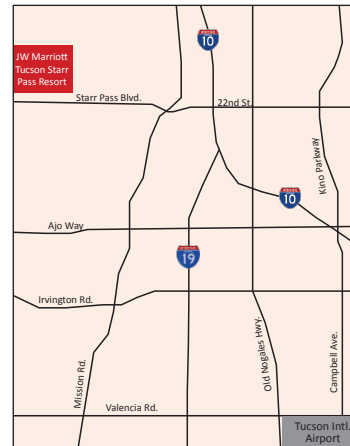 10
JW Marriott
Tucson Starr
Pass Resort
Starr Pass Blvd.
22nd St.
Kino Parkway
10
Ajo Way
19
Irvington Rd.
Mission Rd.
Old Nogales Hwy.
Campbell Ave.
Valencia Rd.
Tucson Intl.
Airport